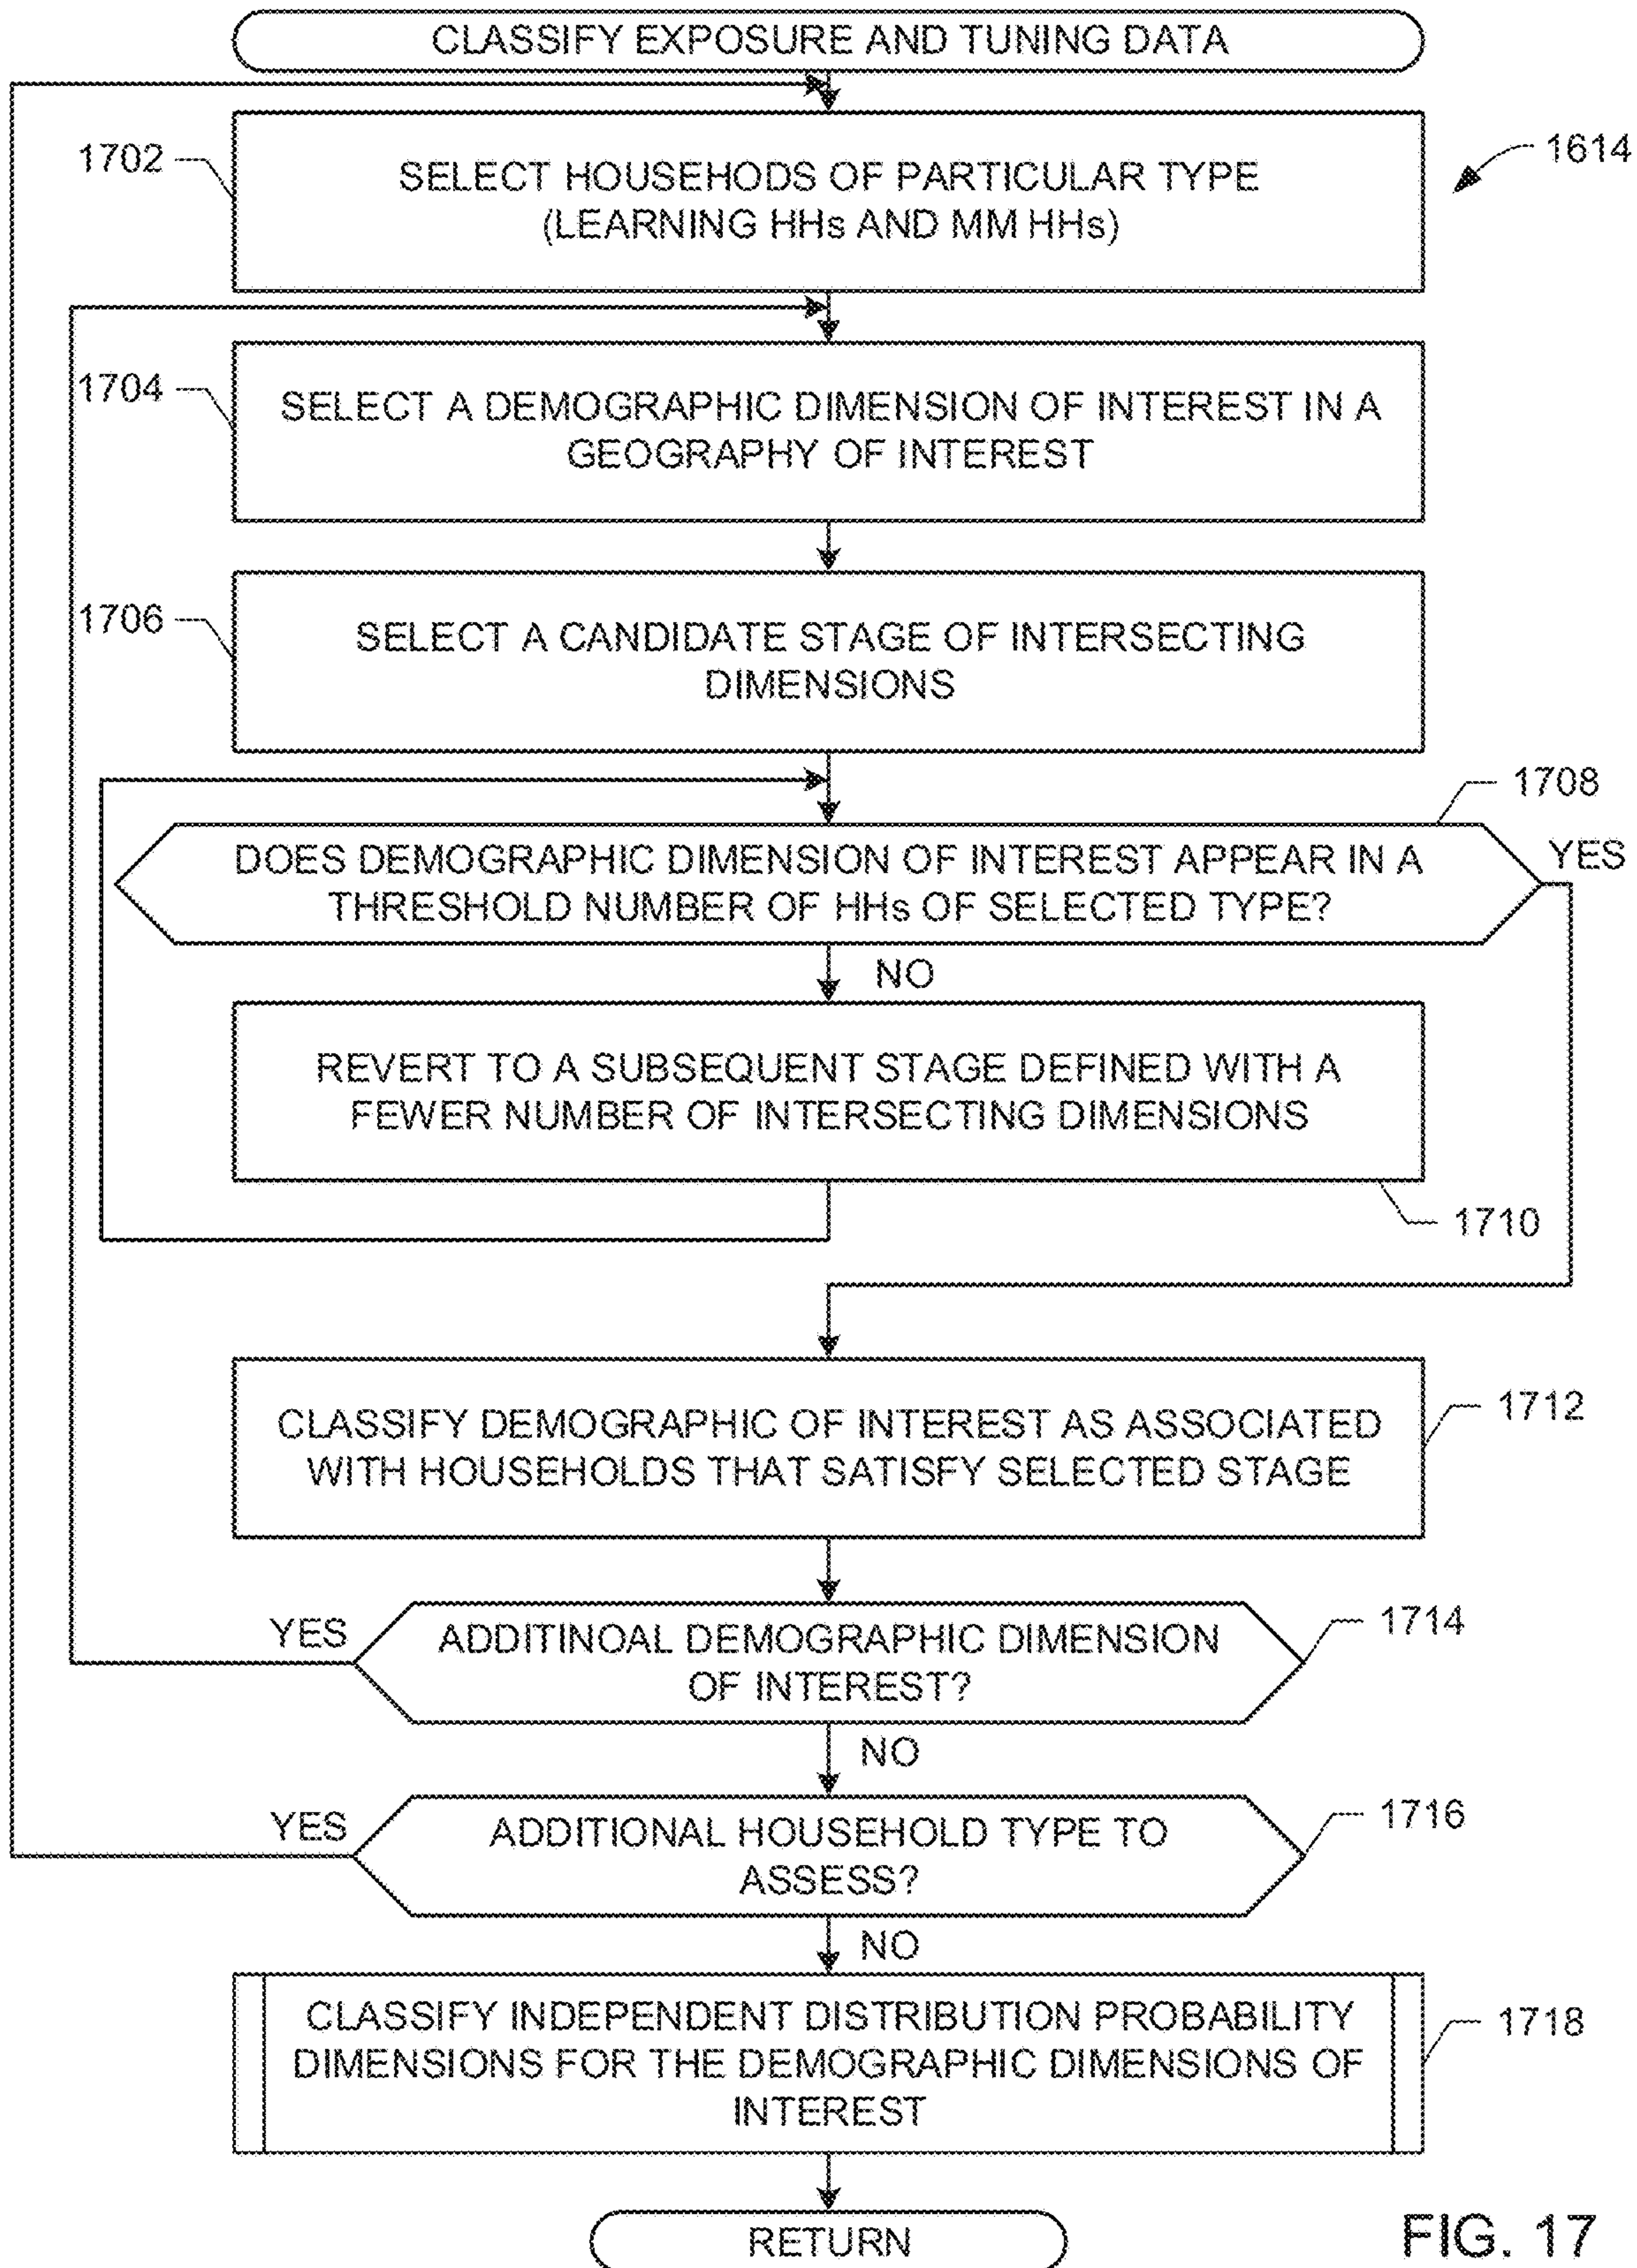 CLASSIFY EXPOSURE AND TUNING DATA
1702
SELECT HOUSEHODS OF PARTICULAR TYPE
(LEARNING HHs AND MM HHs)
1614
1704
SELECT A DEMOGRAPHIC DIMENSION OF INTEREST IN A
GEOGRAPHY OF INTEREST
1706
SELECT A CANDIDATE STAGE OF INTERSECTING
DIMENSIONS
1708
DOES DEMOGRAPHIC DIMENSION OF INTEREST APPEAR IN A
THRESHOLD NUMBER OF HHs OF SELECTED TYPE?
YES
NO
REVERT TO A SUBSEQUENT STAGE DEFINED WITH A
FEWER NUMBER OF INTERSECTING DIMENSIONS
1710
CLASSIFY DEMOGRAPHIC OF INTEREST AS ASSOCIATED
WITH HOUSEHOLDS THAT SATISFY SELECTED STAGE
1712
YES
ADDITINOAL DEMOGRAPHIC DIMENSION
OF INTEREST?
1714
NO
YES
ADDITIONAL HOUSEHOLD TYPE TO
ASSESS?
1716
NO
CLASSIFY INDEPENDENT DISTRIBUTION PROBABILITY
DIMENSIONS FOR THE DEMOGRAPHIC DIMENSIONS OF
INTEREST
1718
RETURN
FIG. 17